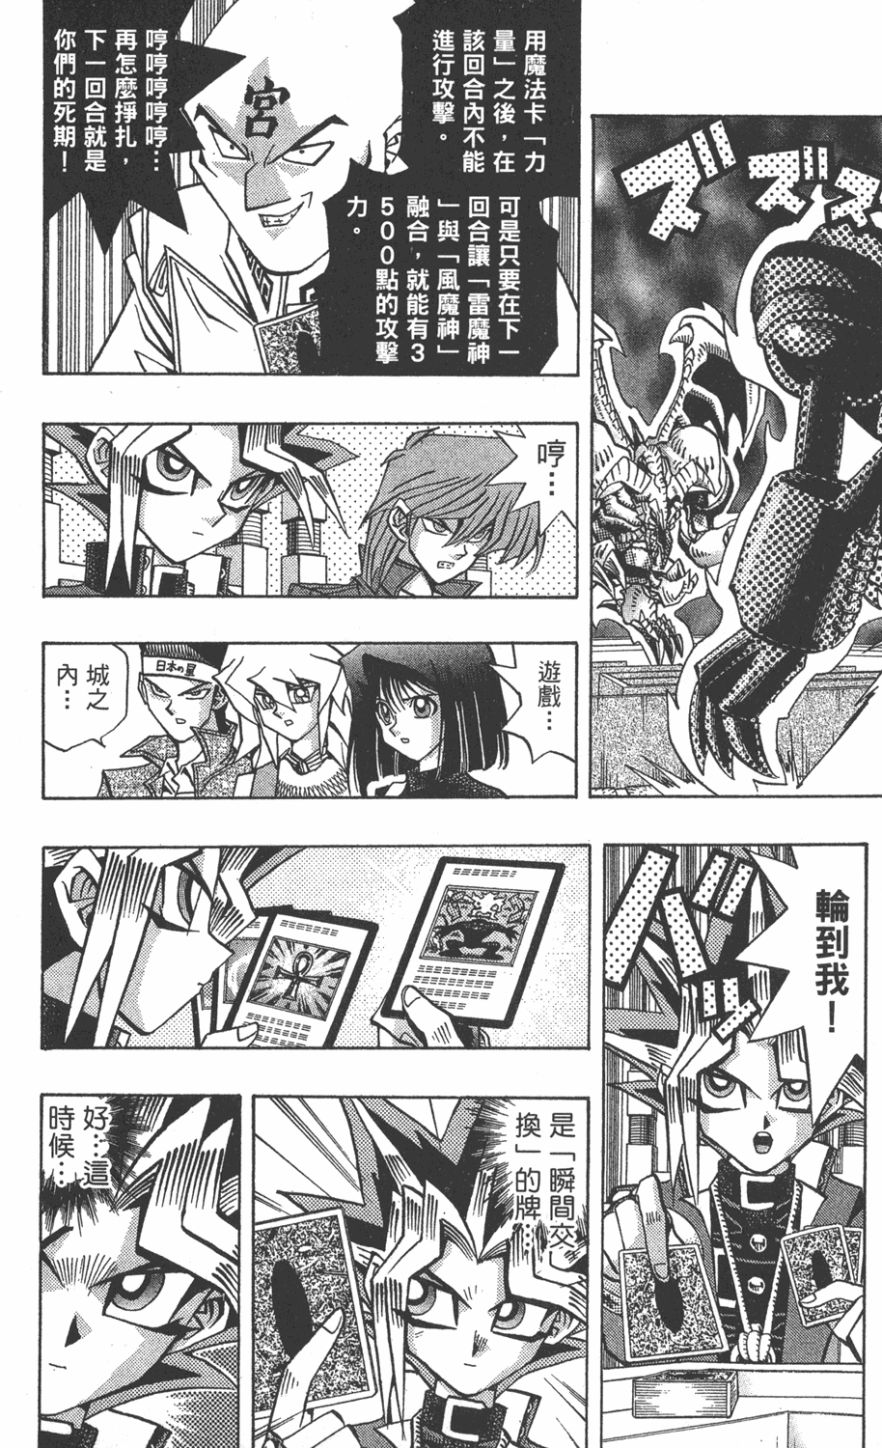 ズズズ
用魔法卡「力
量」之後，在
該回合內不能
進行攻擊。
可是只要在下一
回合讓「雷魔神
」與「風魔神」
融合，就能有3
500點的攻擊
力。
宮
哼哼哼哼哼…
再怎麼掙扎，
下一回合就是
你們的死期！
哼…
遊戲…
日本の星
城之
內…
輪到我！
バッ
是「瞬間交
換」的牌…
好…這
時候…